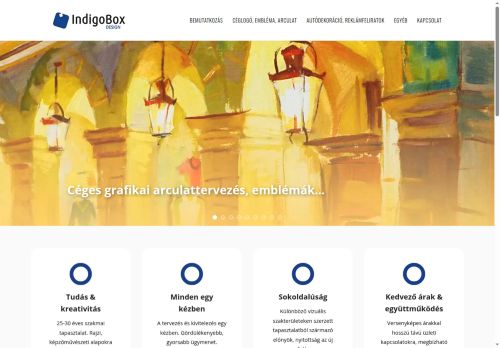 IndigoBox
DESIGN
BEMUTATKOZÁS CÉGLOGÓ, EMBLÉMA, ARCULAT AUTÓDEKORÁCIÓ, REKLÁMFELIRATOK EGYÉB KAPCSOLAT
Céges grafikai arculattervezés, emblémák...
Tudás &
kreativitás
25-30 éves szakmai
tapasztalat. Rajzi,
képzőművészeti alapokra
Minden egy
kézben
A tervezés és kivitelezés egy
kézben. Gördülékenyebb,
gyorsabb ügymenet.
Sokoldalúság
Különböző vizuális
szakterületeken szerzett
tapasztalatból származó
előnyök, nyitottság az új
Kedvező árak &
együttműködés
Versenyképes árakkal
hosszú távú üzleti
kapcsolatokra, megbízható